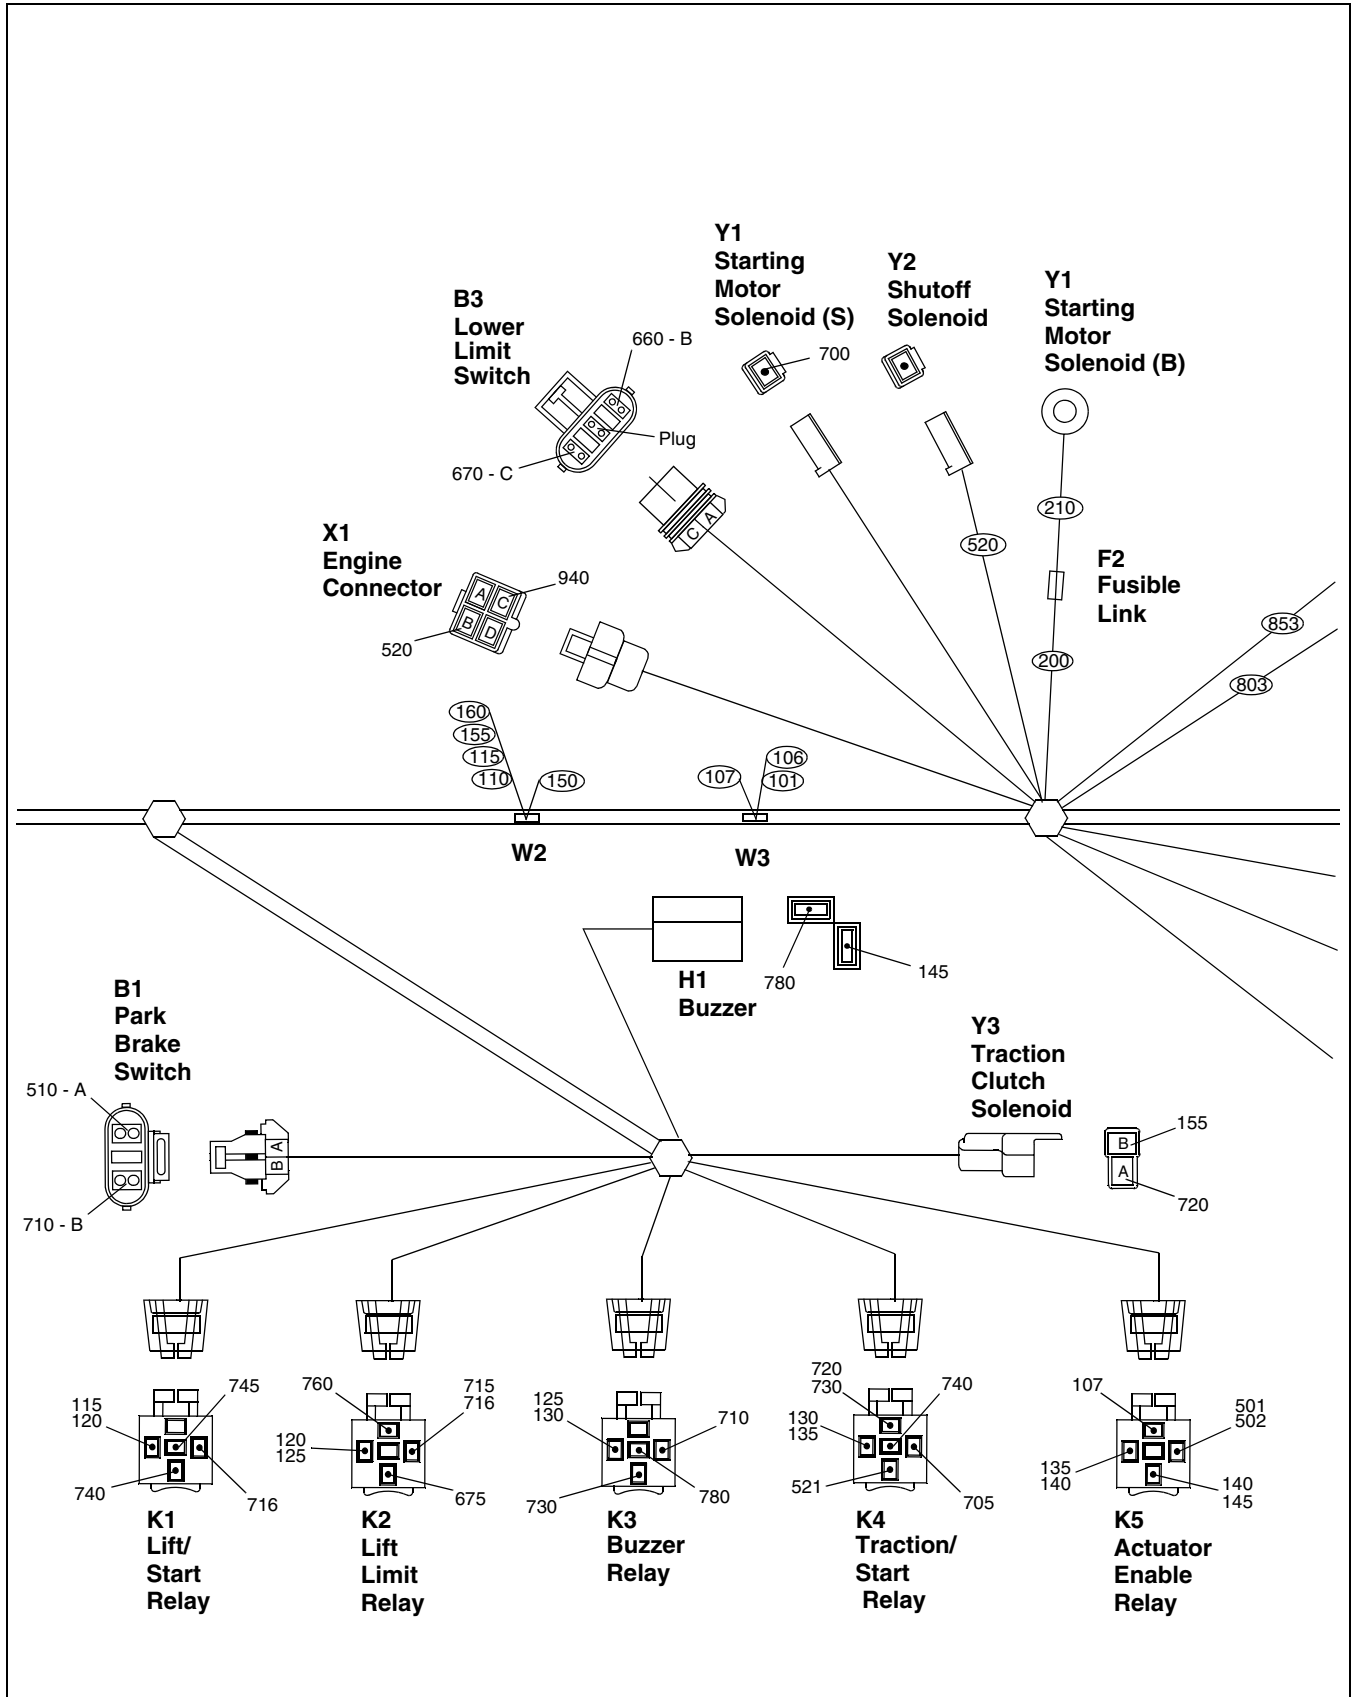 Y1
Starting
Motor
Solenoid (S)
Y2
Shutoff
Solenoid
Y1
Starting
Motor
Solenoid (B)
B3
Lower
Limit
Switch
660 - B
700
Plug
670 - C
210
520
F2
Fusible
Link
X1
Engine
Connector
A
C
B
D
940
520
C
A
853
200
803
160
155
115
110
150
107
106
101
W2
W3
H1
Buzzer
780
145
B1
Park
Brake
Switch
510 - A
710 - B
B
A
Y3
Traction
Clutch
Solenoid
B
A
155
720
115
120
745
740
716
K1
Lift/
Start
Relay
760
715
716
120
125
675
K2
Lift
Limit
Relay
125
130
710
730
780
K3
Buzzer
Relay
720
730
740
130
135
521
705
K4
Traction/
Start
Relay
107
501
502
135
140
140
145
K5
Actuator
Enable
Relay